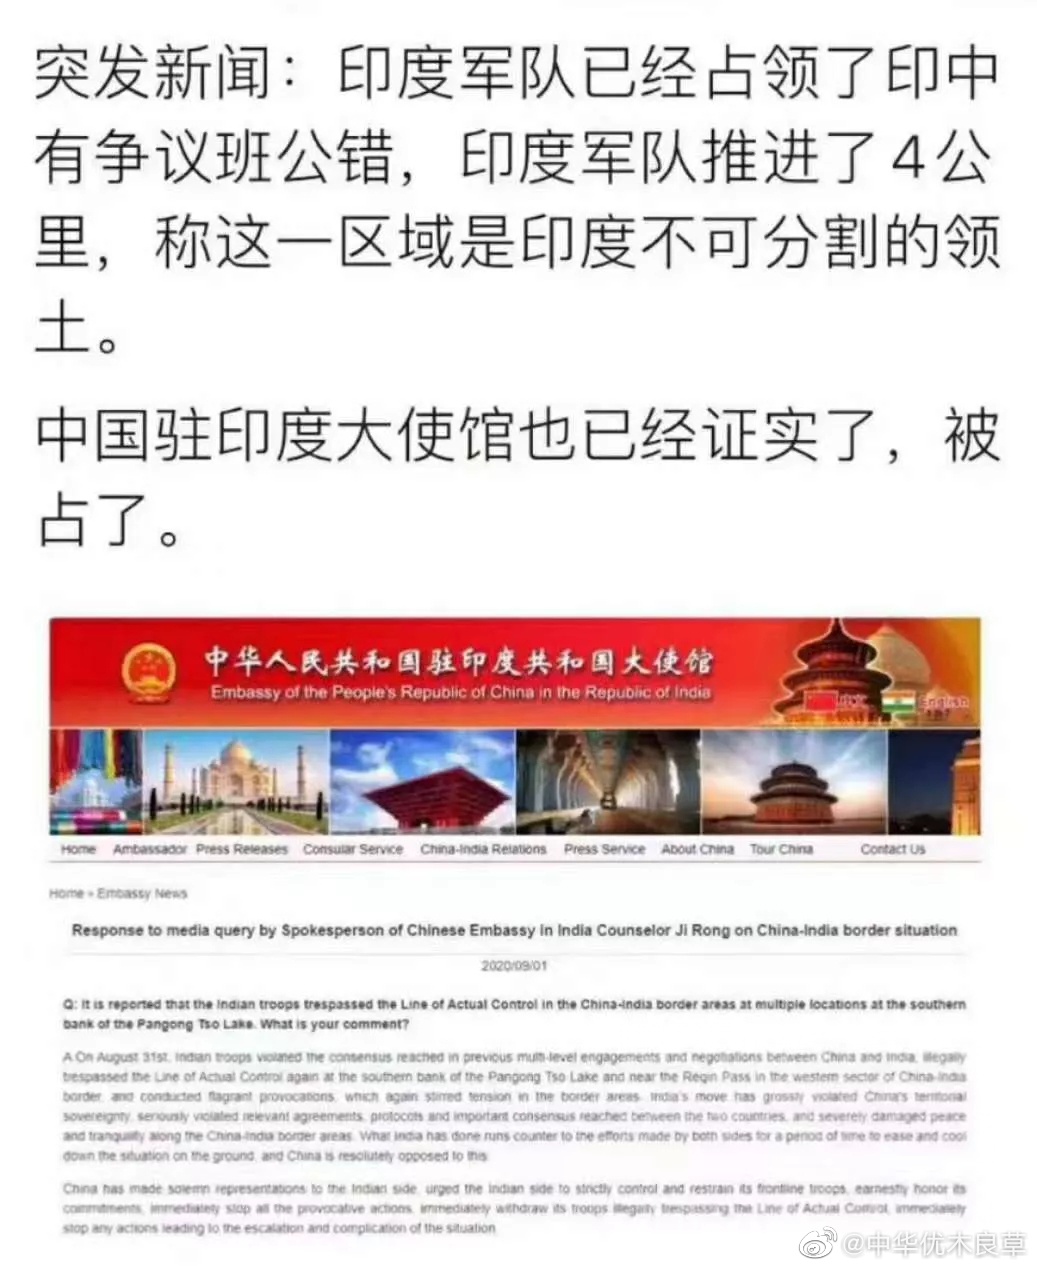 突发新闻：印度军队已经占领了印中
有争议班公错，印度军队推进了4公
里，称这一区域是印度不可分割的领
土。
中国驻印度大使馆也已经证实了，被
占了。
中华人民共和国驻印度共和国大使馆
Embassy of the People's Republic of China in the Republic of India
中文 English
Home Ambassador Press Releases Consular Service China-India Relations Press Service About China Tour China Contact Us
Home > Embassy News
Response to media query by Spokesperson of Chinese Embassy in India Counselor Ji Rong on China-India border situation
2020/09/01
Q: It is reported that the Indian troops trespassed the Line of Actual Control in the China-India border areas at multiple locations at the southern
bank of the Pangong Tso Lake. What is your comment?
A On August 31st, Indian troops violated the consensus reached in previous multi-level engagements and negotiations between China and India, illegally
trespassed the Line of Actual Control again at the southern bank of the Pangong Tso Lake and near the Reqin Pass in the western sector of China-India
border, and conducted flagrant provocations, which again stirred tension in the border areas. India's move has grossly violated China's territorial
sovereignty, seriously violated relevant agreements, protocols and important consensus reached between the two countries, and severely damaged peace
and tranquility along the China-India border areas. What India has done runs counter to the efforts made by both sides for a period of time to ease and cool
down the situation on the ground, and China is resolutely opposed to this.
China has made solemn representations to the Indian side, urged the Indian side to strictly control and restrain its frontline troops, earnestly honor its
commitments, immediately stop all the provocative actions, immediately withdraw its troops illegally trespassing the Line of Actual Control, immediately
stop any actions leading to the escalation and complication of the situation.
@中华优木良草